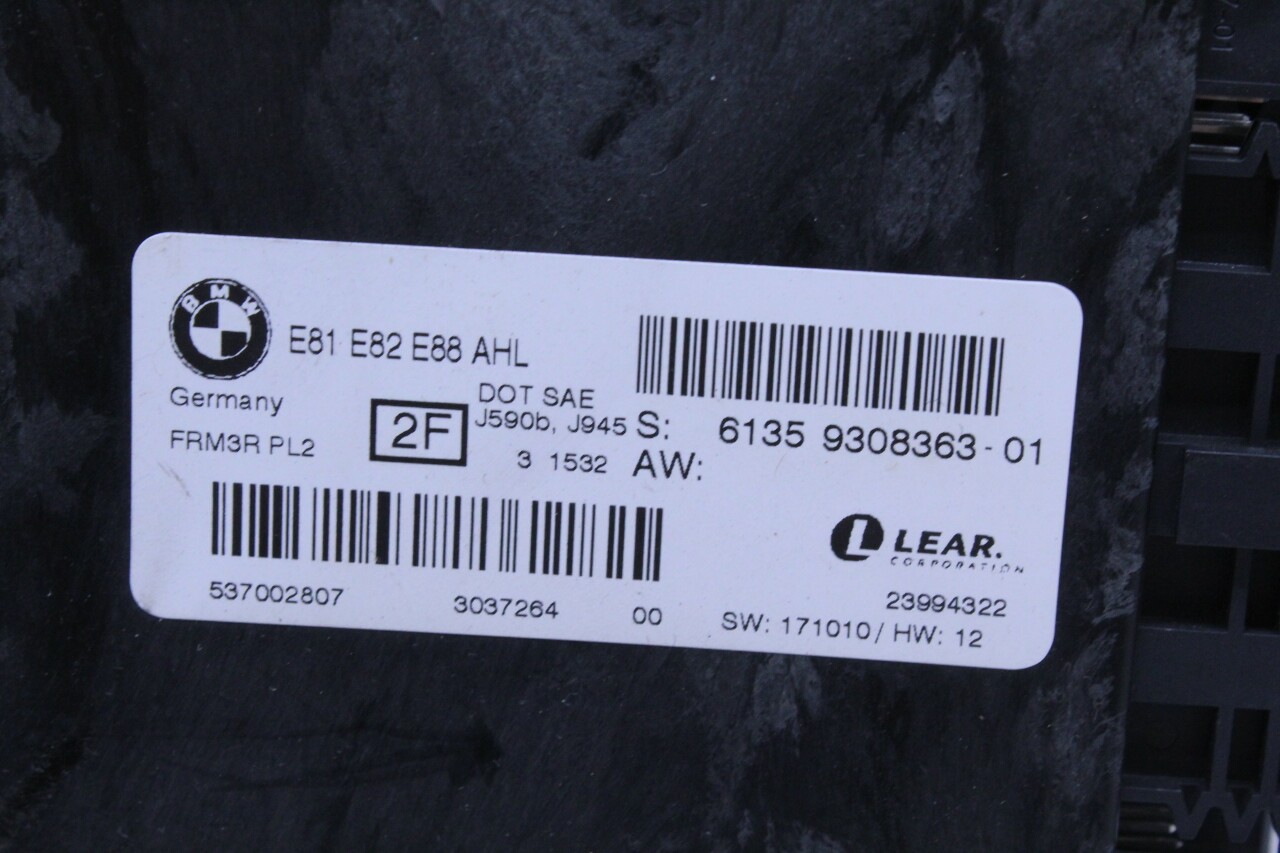 BMW
E81 E82 E88 AHL
Germany
FRM3R PL2
2F
DOT SAE
J590b, J945
3 1532
S: 6135 9308363-01
AW:
LEAR.
CORPORATION
537002807 3037264 00
23994322
SW: 171010/ HW: 12